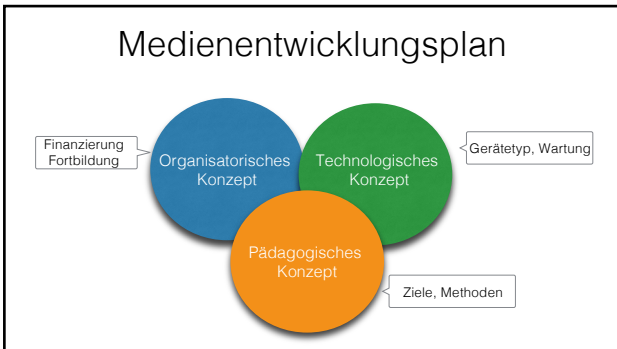 Medienentwicklungsplan
Finanzierung
Fortbildung
Organisatorisches
Konzept
Technologisches
Konzept
Gerätetyp, Wartung
Pädagogisches
Konzept
Ziele, Methoden